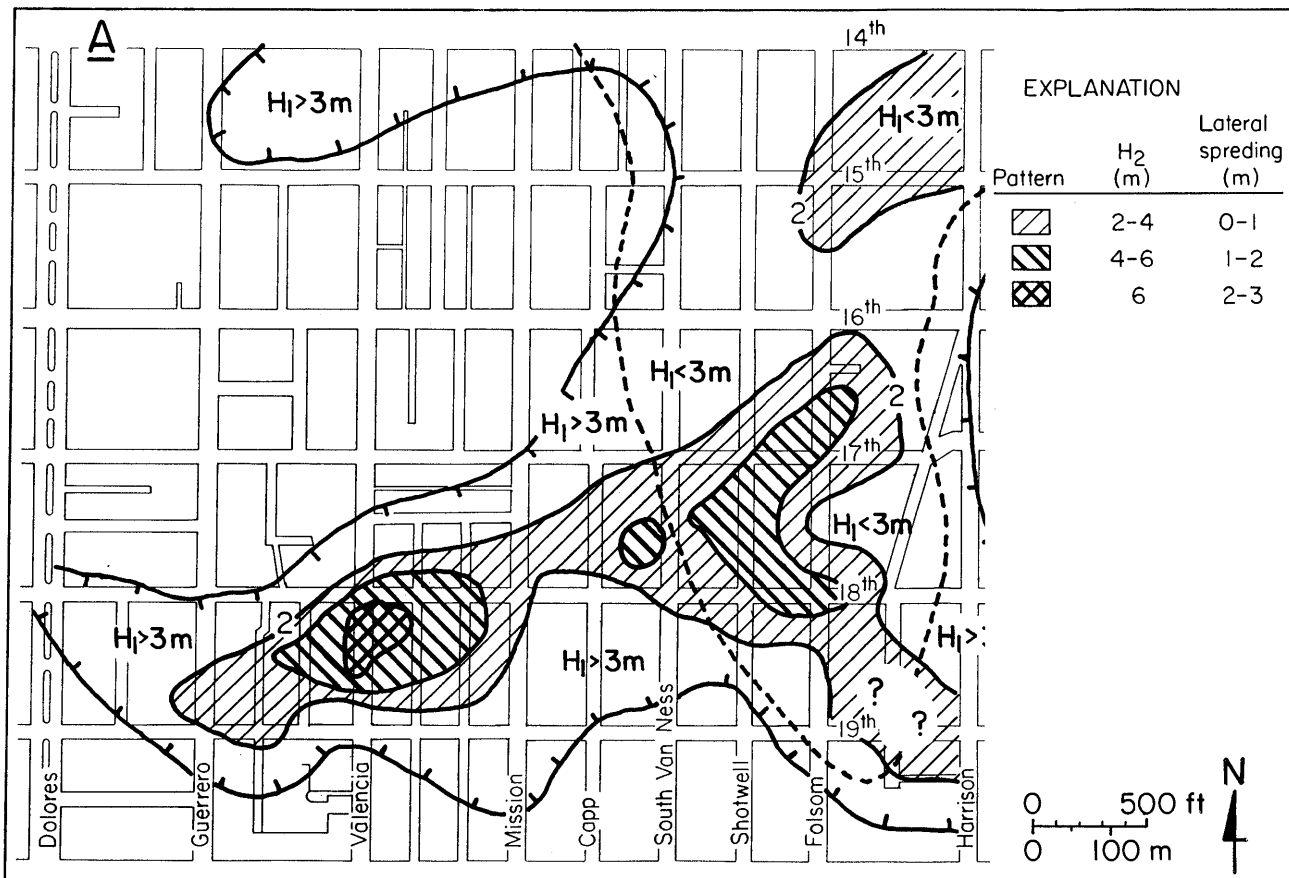 A
14th
H1>3m
H1<3m
15th
2
16th
H1<3m
2
H1>3m
17th
H1<3m
18th
2
H1>3m
H1>3m
H1>3
?
?
19th
Dolores
Guerrero
Valencia
Mission
Capp
South Van Ness
Shotwell
Folsom
Harrison
EXPLANATION
Pattern
H2
(m)
Lateral
spreding
(m)
2-4 0-1
4-6 1-2
6 2-3
0 500 ft
0 100 m
N